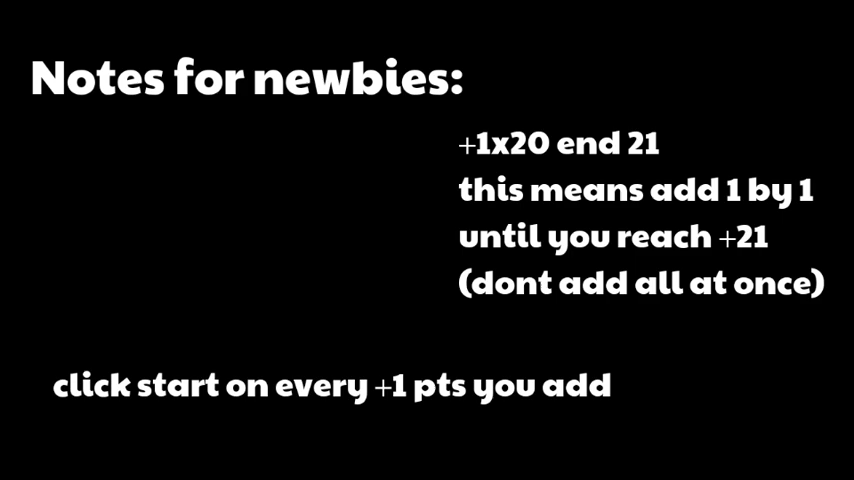 Notes for newbies:
+1x20 end 21
this means add 1 by 1
until you reach +21
(dont add all at once)
click start on every +1 pts you add